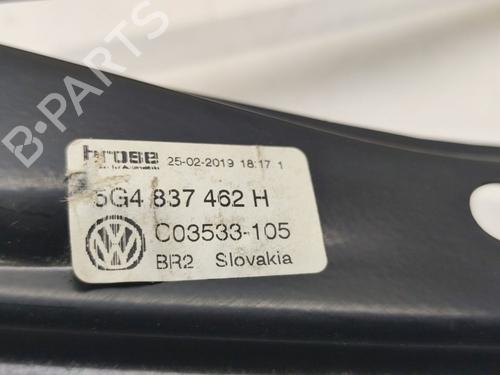 B-PARTS
brose 25-02-2019 18:17 1
5G4 837 462 H
C03533-105
BR2 Slovakia